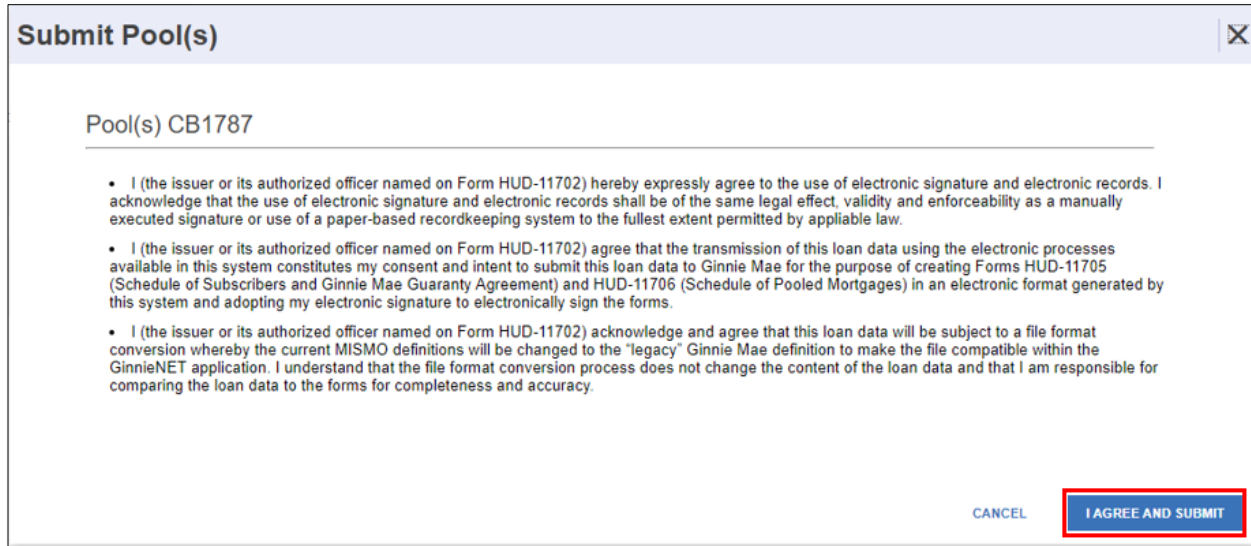 Submit Pool(s)
Pool(s) CB1787
• I (the issuer or its authorized officer named on Form HUD-11702) hereby expressly agree to the use of electronic signature and electronic records. I
acknowledge that the use of electronic signature and electronic records shall be of the same legal effect, validity and enforceability as a manually
executed signature or use of a paper-based recordkeeping system to the fullest extent permitted by appliable law.
• I (the issuer or its authorized officer named on Form HUD-11702) agree that the transmission of this loan data using the electronic processes
available in this system constitutes my consent and intent to submit this loan data to Ginnie Mae for the purpose of creating Forms HUD-11705
(Schedule of Subscribers and Ginnie Mae Guaranty Agreement) and HUD-11706 (Schedule of Pooled Mortgages) in an electronic format generated by
this system and adopting my electronic signature to electronically sign the forms.
• I (the issuer or its authorized officer named on Form HUD-11702) acknowledge and agree that this loan data will be subject to a file format
conversion whereby the current MISMO definitions will be changed to the “legacy” Ginnie Mae definition to make the file compatible within the
GinnieNET application. I understand that the file format conversion process does not change the content of the loan data and that I am responsible for
comparing the loan data to the forms for completeness and accuracy.
CANCEL
I AGREE AND SUBMIT